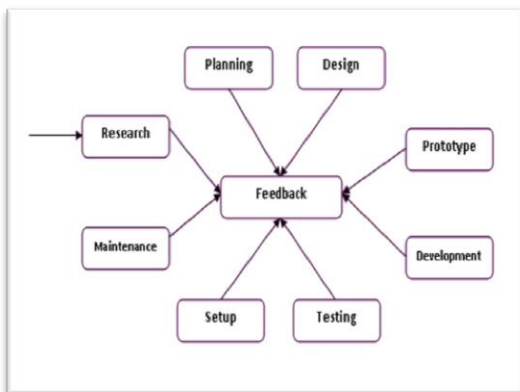 Planning
Design
Research
Prototype
Feedback
Maintenance
Development
Setup
Testing